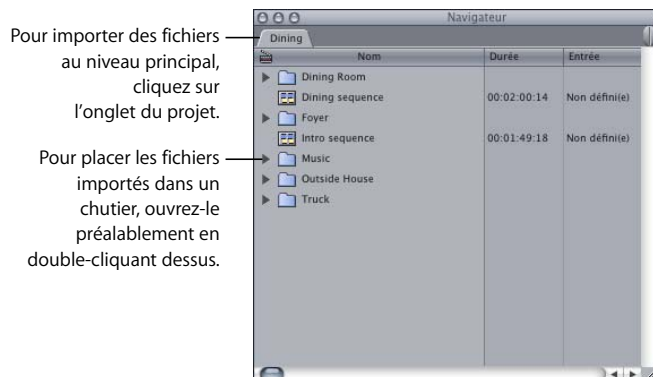 Pour importer des fichiers
au niveau principal,
cliquez sur
l'onglet du projet.
Pour placer les fichiers
importés dans un
chutier, ouvrez-le
préalablement en
double-cliquant dessus.
Navigateur
Dining
Nom Durée Entrée
Dining Room
Dining sequence 00:02:00:14 Non défini(e)
Foyer
Intro sequence 00:01:49:18 Non défini(e)
Music
Outside House
Truck